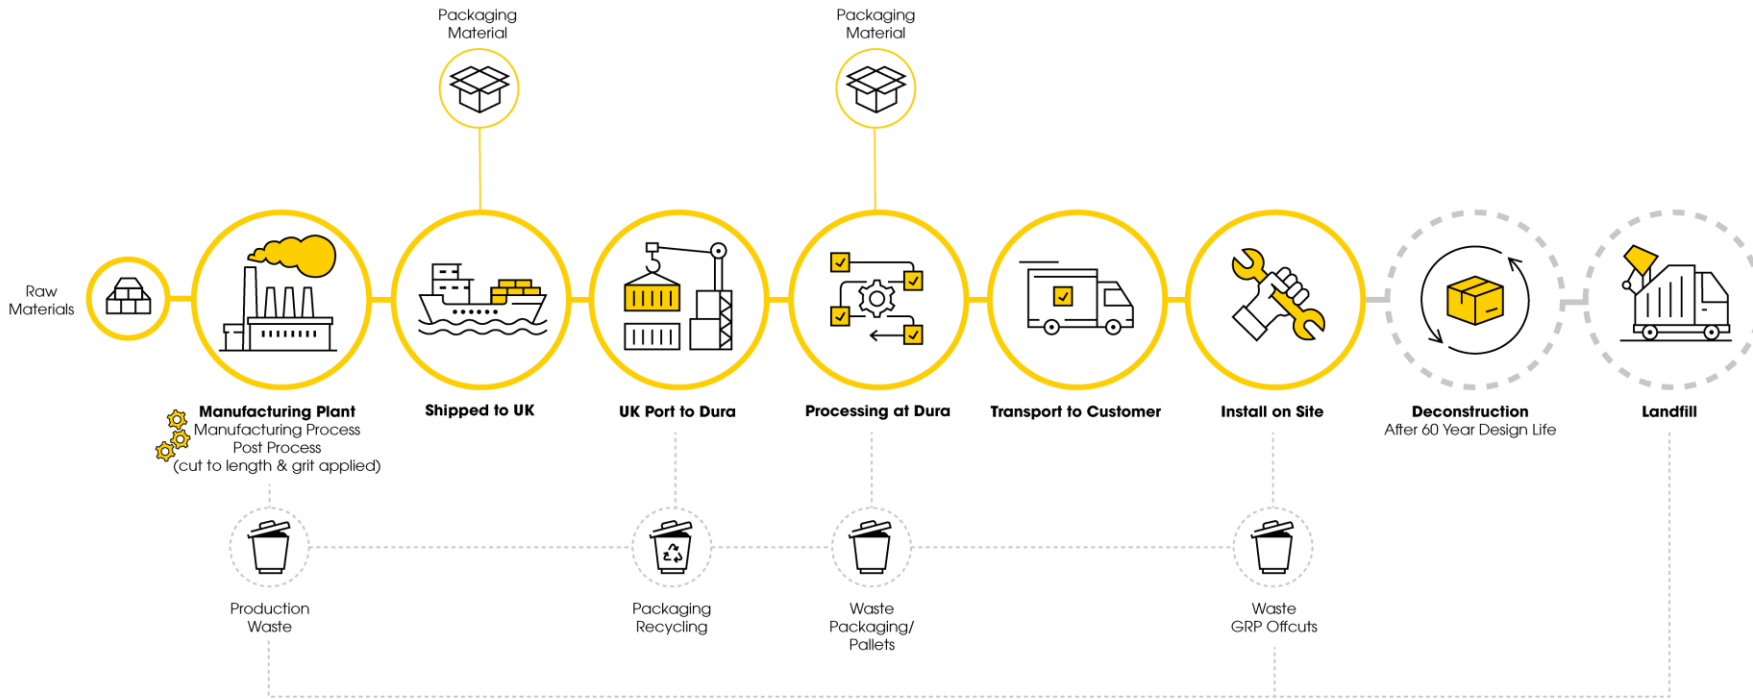 Packaging
Material
Packaging
Material
Raw
Materials
Manufacturing Plant
Manufacturing Process
Post Process
(cut to length & grit applied)
Shipped to UK
UK Port to Dura
Processing at Dura
Transport to Customer
Install on Site
Deconstruction
After 60 Year Design Life
Landfill
Production
Waste
Packaging
Recycling
Waste
Packaging/
Pallets
Waste
GRP Offcuts